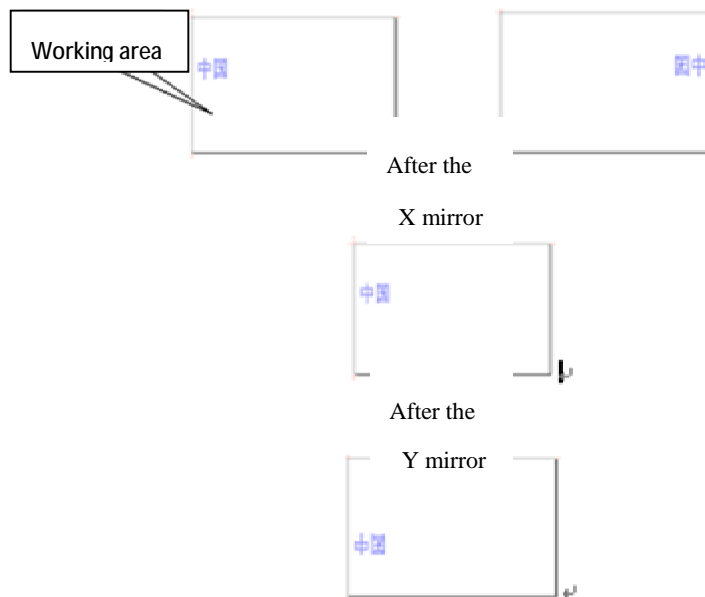 Working area
中国
国中
After the
X mirror
中国
After the
Y mirror
中国